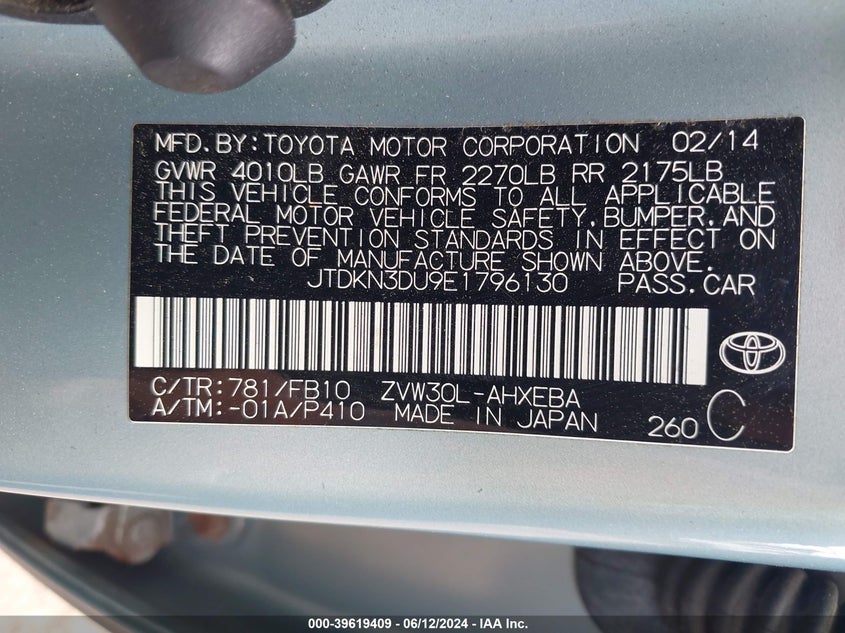 MFD.BY:TOYOTA MOTOR CORPORATION 02/14
GVWR 4010LB GAWR FR 2270LB RR 2175LB
THIS VEHICLE CONFORMS TO ALL APPLICABLE
FEDERAL MOTOR VEHICLE SAFETY,BUMPER,AND
THEFT PREVENTION STANDARDS IN EFFECT ON
THE DATE OF MANUFACTURE SHOWN ABOVE.
JTDKN3DU9E1796130 PASS.CAR
C/TR:781/FB10 ZVW30L-AHXEBA
A/TM:-01A/P410 MADE IN JAPAN 260 C
000-39619409 - 06/12/2024 - IAA Inc.